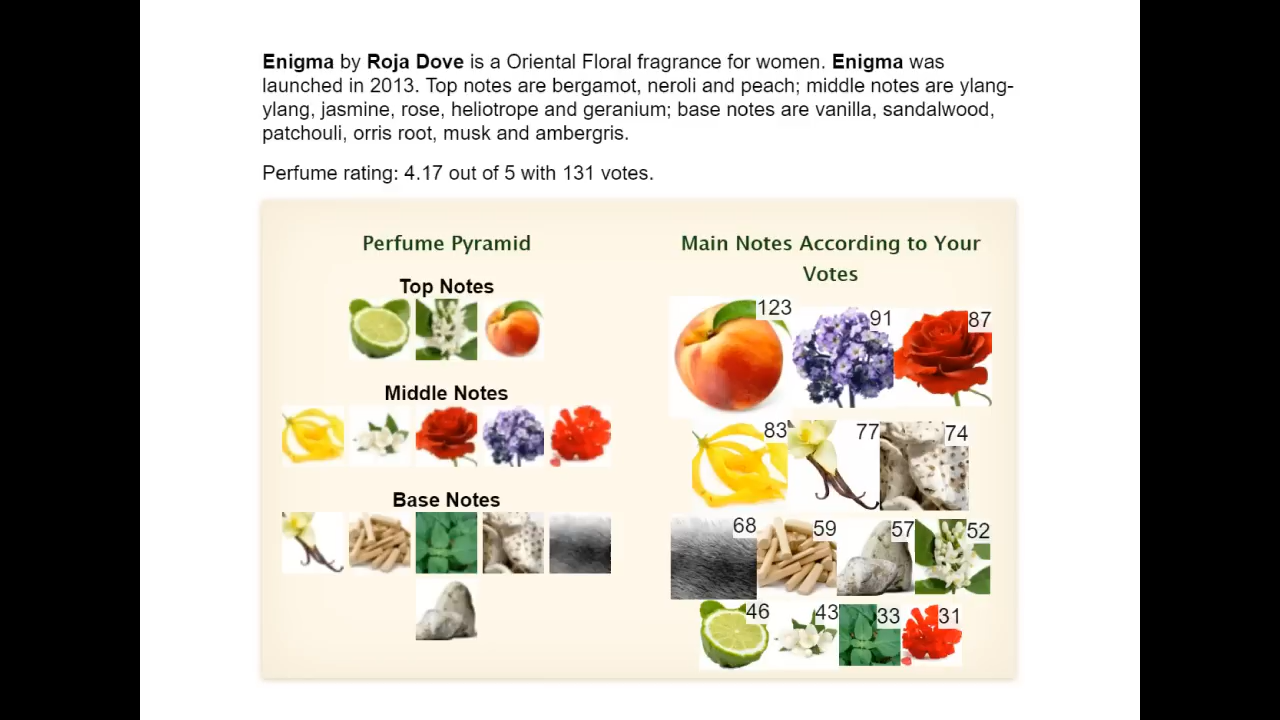 Enigma by Roja Dove is a Oriental Floral fragrance for women. Enigma was
launched in 2013. Top notes are bergamot, neroli and peach; middle notes are ylang-
ylang, jasmine, rose, heliotrope and geranium; base notes are vanilla, sandalwood,
patchouli, orris root, musk and ambergris.
Perfume rating: 4.17 out of 5 with 131 votes.
Perfume Pyramid
Top Notes
Middle Notes
Base Notes
Main Notes According to Your
Votes
123 91 87
83 77 74
68 59 57 52
46 43 33 31